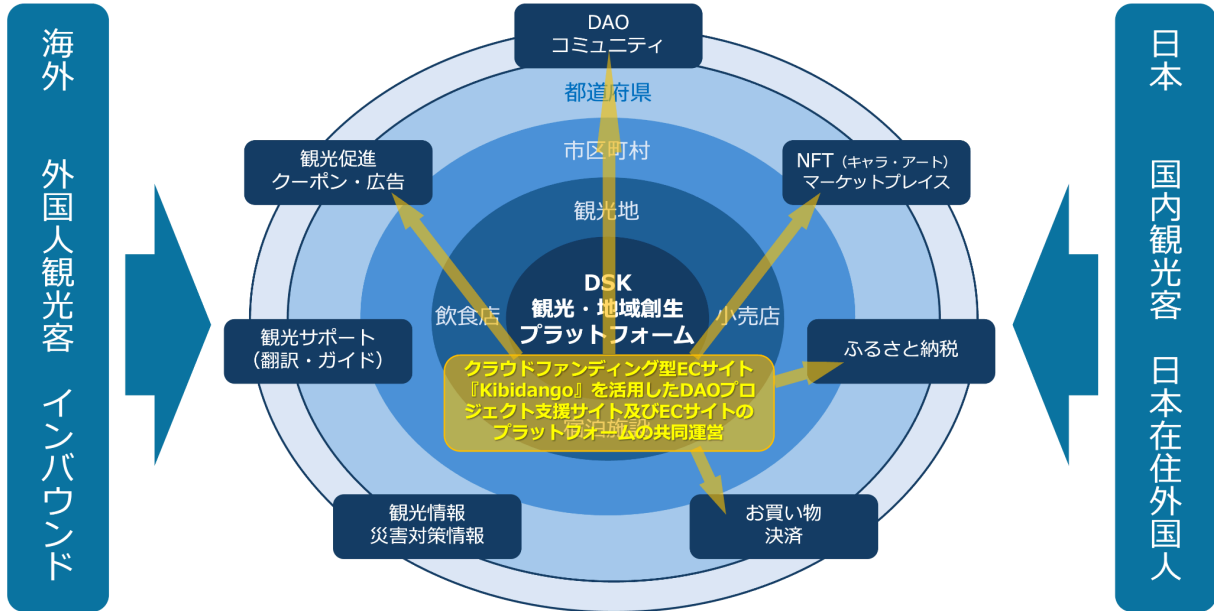 海外 外国人観光客 インバウンド
DAO
コミュニティ
都道府県
市区町村
観光地
観光促進
クーポン・広告
NFT（キャラ・アート）
マーケットプレイス
DSK
観光・地域創生
プラットフォーム
飲食店
小売店
観光サポート
（翻訳・ガイド）
ふるさと納税
クラウドファンディング型ECサイト
『Kibidango』を活用したDAOプロ
ジェクト支援サイト及びECサイトの
プラットフォームの共同運営
宿泊施設
観光情報
災害対策情報
お買い物
決済
日本 国内観光客 日本在住外国人